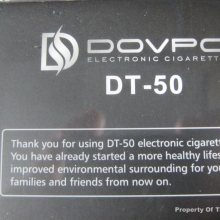 DOVPO
ELECTRONIC CIGARETT
DT-50
Thank you for using DT-50 electronic cigarett
You have already started a more healthy lifes
improved environmental surrounding for you
families and friends from now on.
Property Of T